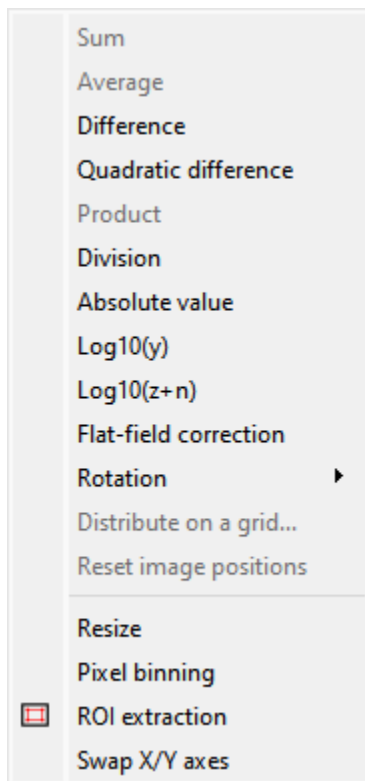 Sum
Average
Difference
Quadratic difference
Product
Division
Absolute value
Log10(y)
Log10(z+n)
Flat-field correction
Rotation
Distribute on a grid...
Reset image positions
Resize
Pixel binning
ROI extraction
Swap X/Y axes